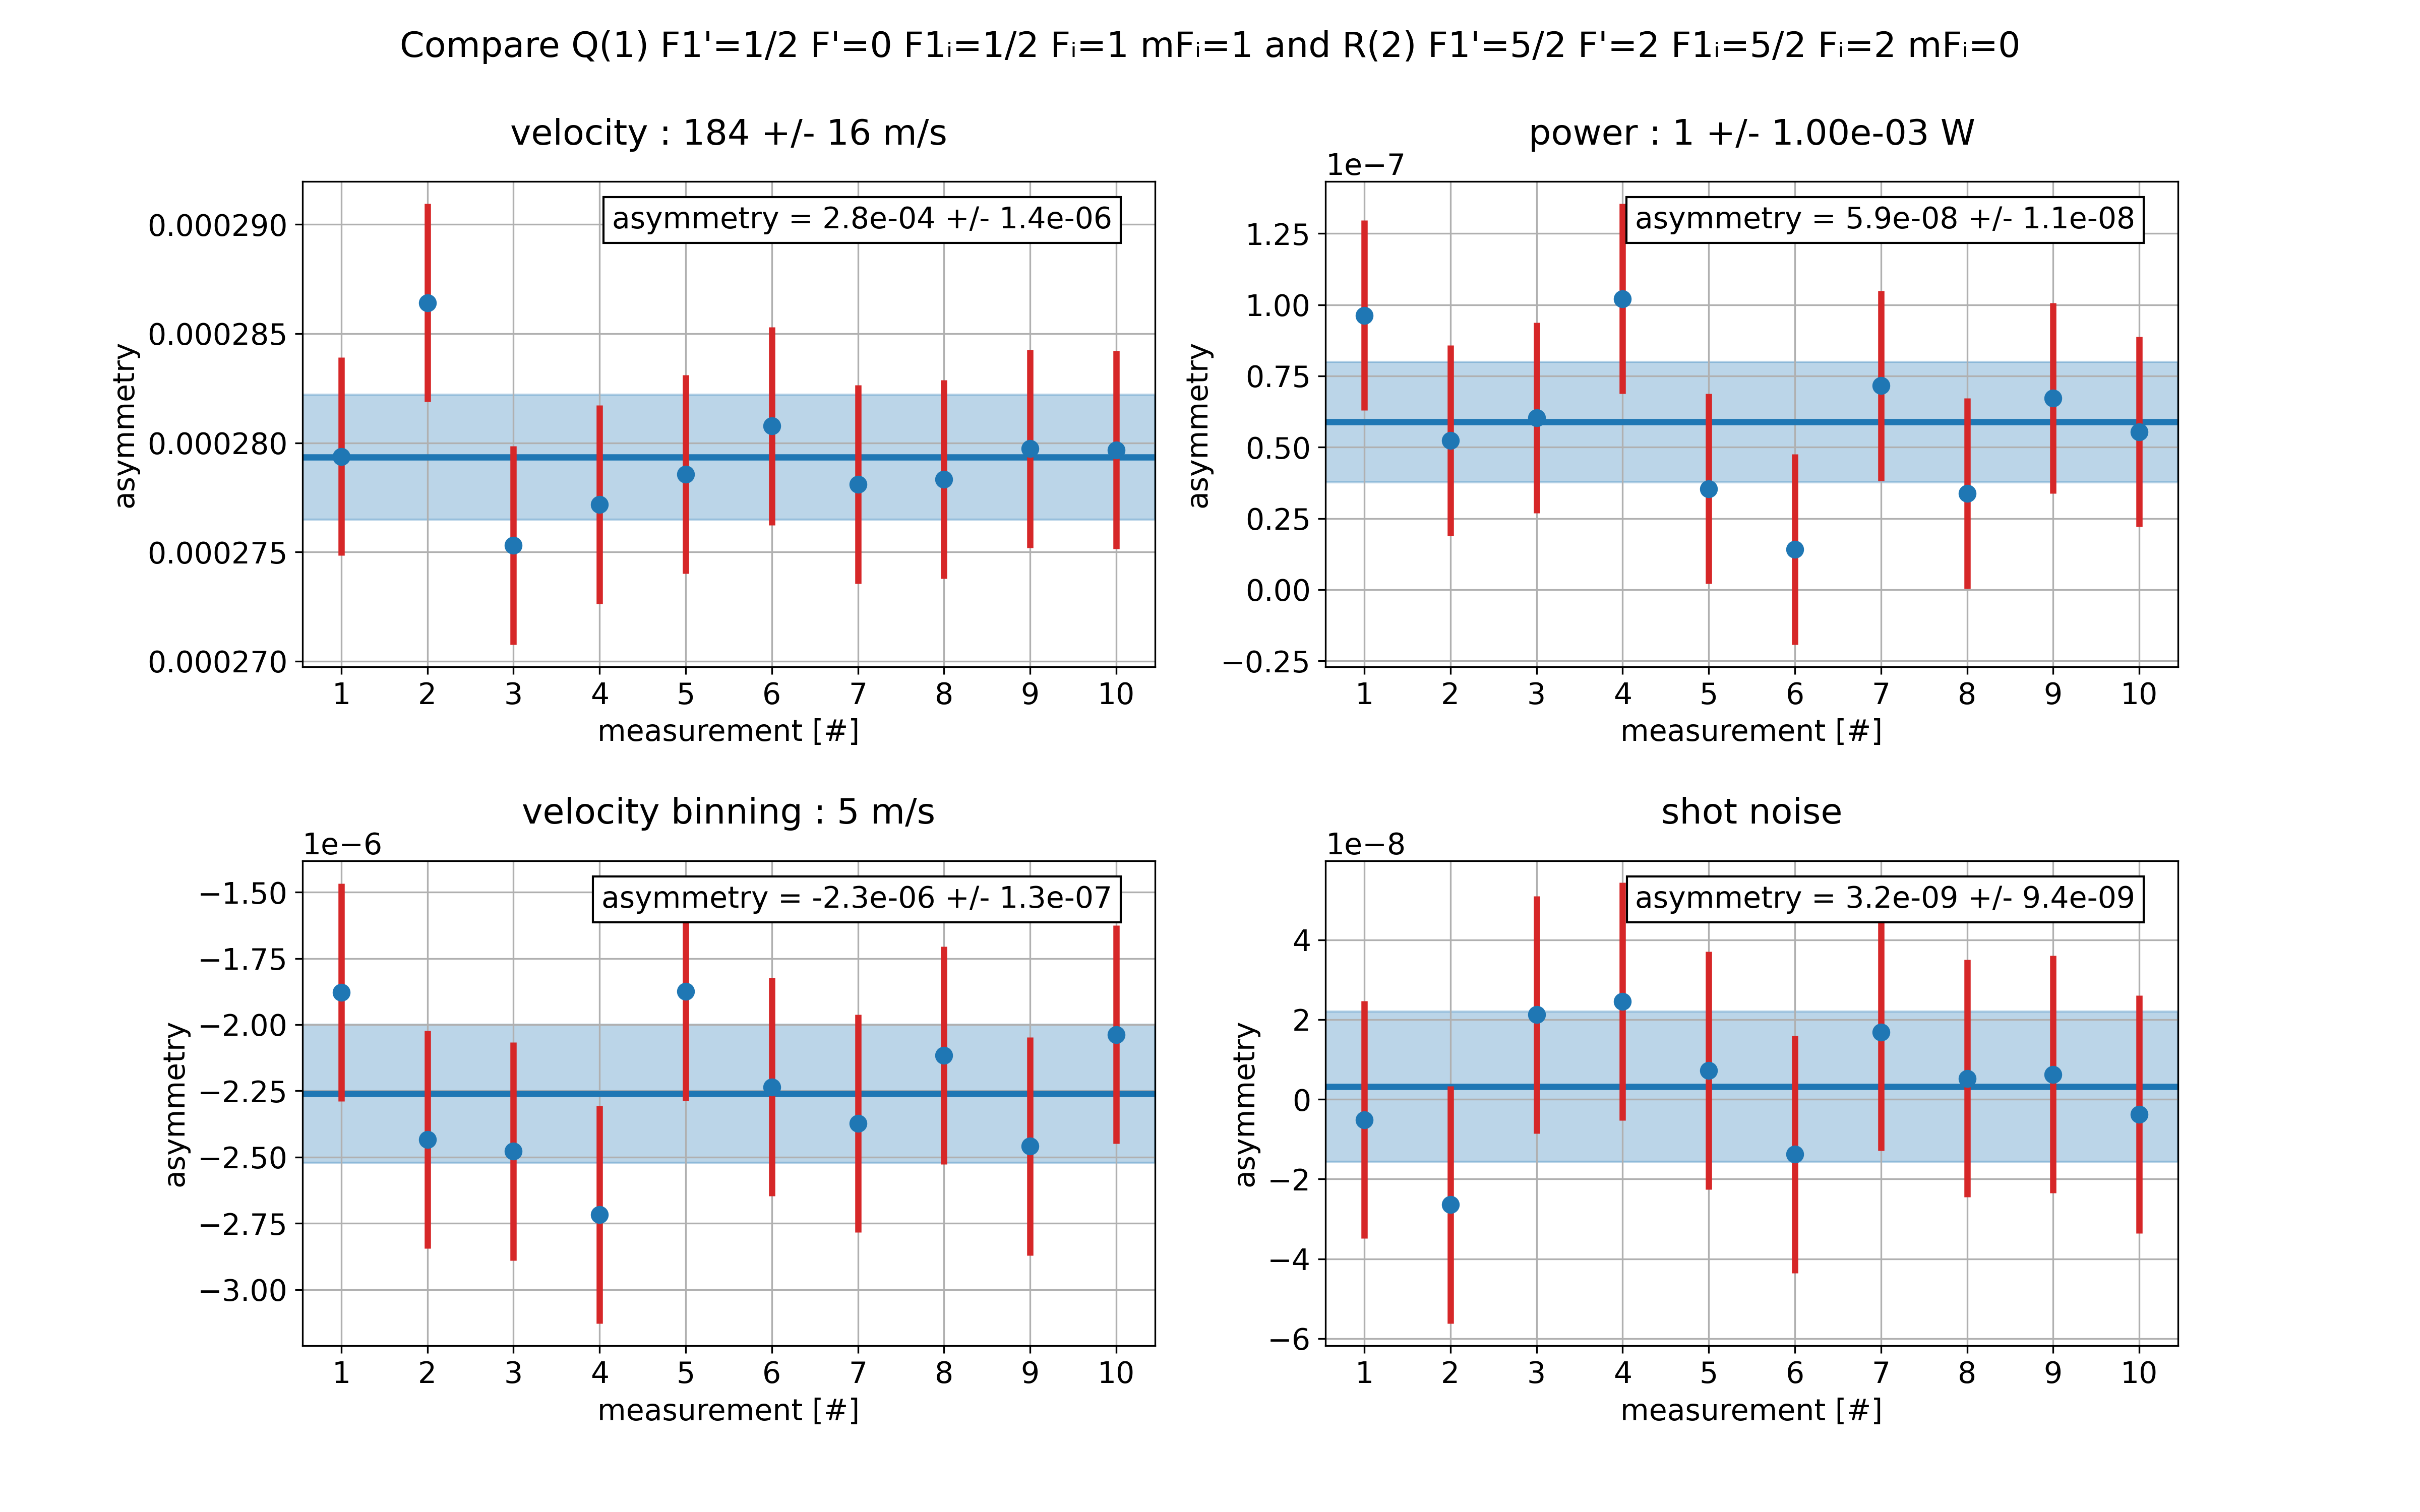 Compare Q(1) F1'=1/2 F'=0 F1ᵢ=1/2 Fᵢ=1 mFᵢ=1 and R(2) F1'=5/2 F'=2 F1ᵢ=5/2 Fᵢ=2 mFᵢ=0
velocity : 184 +/- 16 m/s
asymmetry = 2.8e-04 +/- 1.4e-06
0.000290
0.000285
0.000280
0.000275
0.000270
asymmetry
1 2 3 4 5 6 7 8 9 10
measurement [#]
power : 1 +/- 1.00e-03 W
1e−7
asymmetry = 5.9e-08 +/- 1.1e-08
1.25
1.00
0.75
0.50
0.25
0.00
−0.25
asymmetry
1 2 3 4 5 6 7 8 9 10
measurement [#]
velocity binning : 5 m/s
1e−6
asymmetry = -2.3e-06 +/- 1.3e-07
−1.50
−1.75
−2.00
−2.25
−2.50
−2.75
−3.00
asymmetry
1 2 3 4 5 6 7 8 9 10
measurement [#]
shot noise
1e−8
asymmetry = 3.2e-09 +/- 9.4e-09
4
2
0
−2
−4
−6
asymmetry
1 2 3 4 5 6 7 8 9 10
measurement [#]